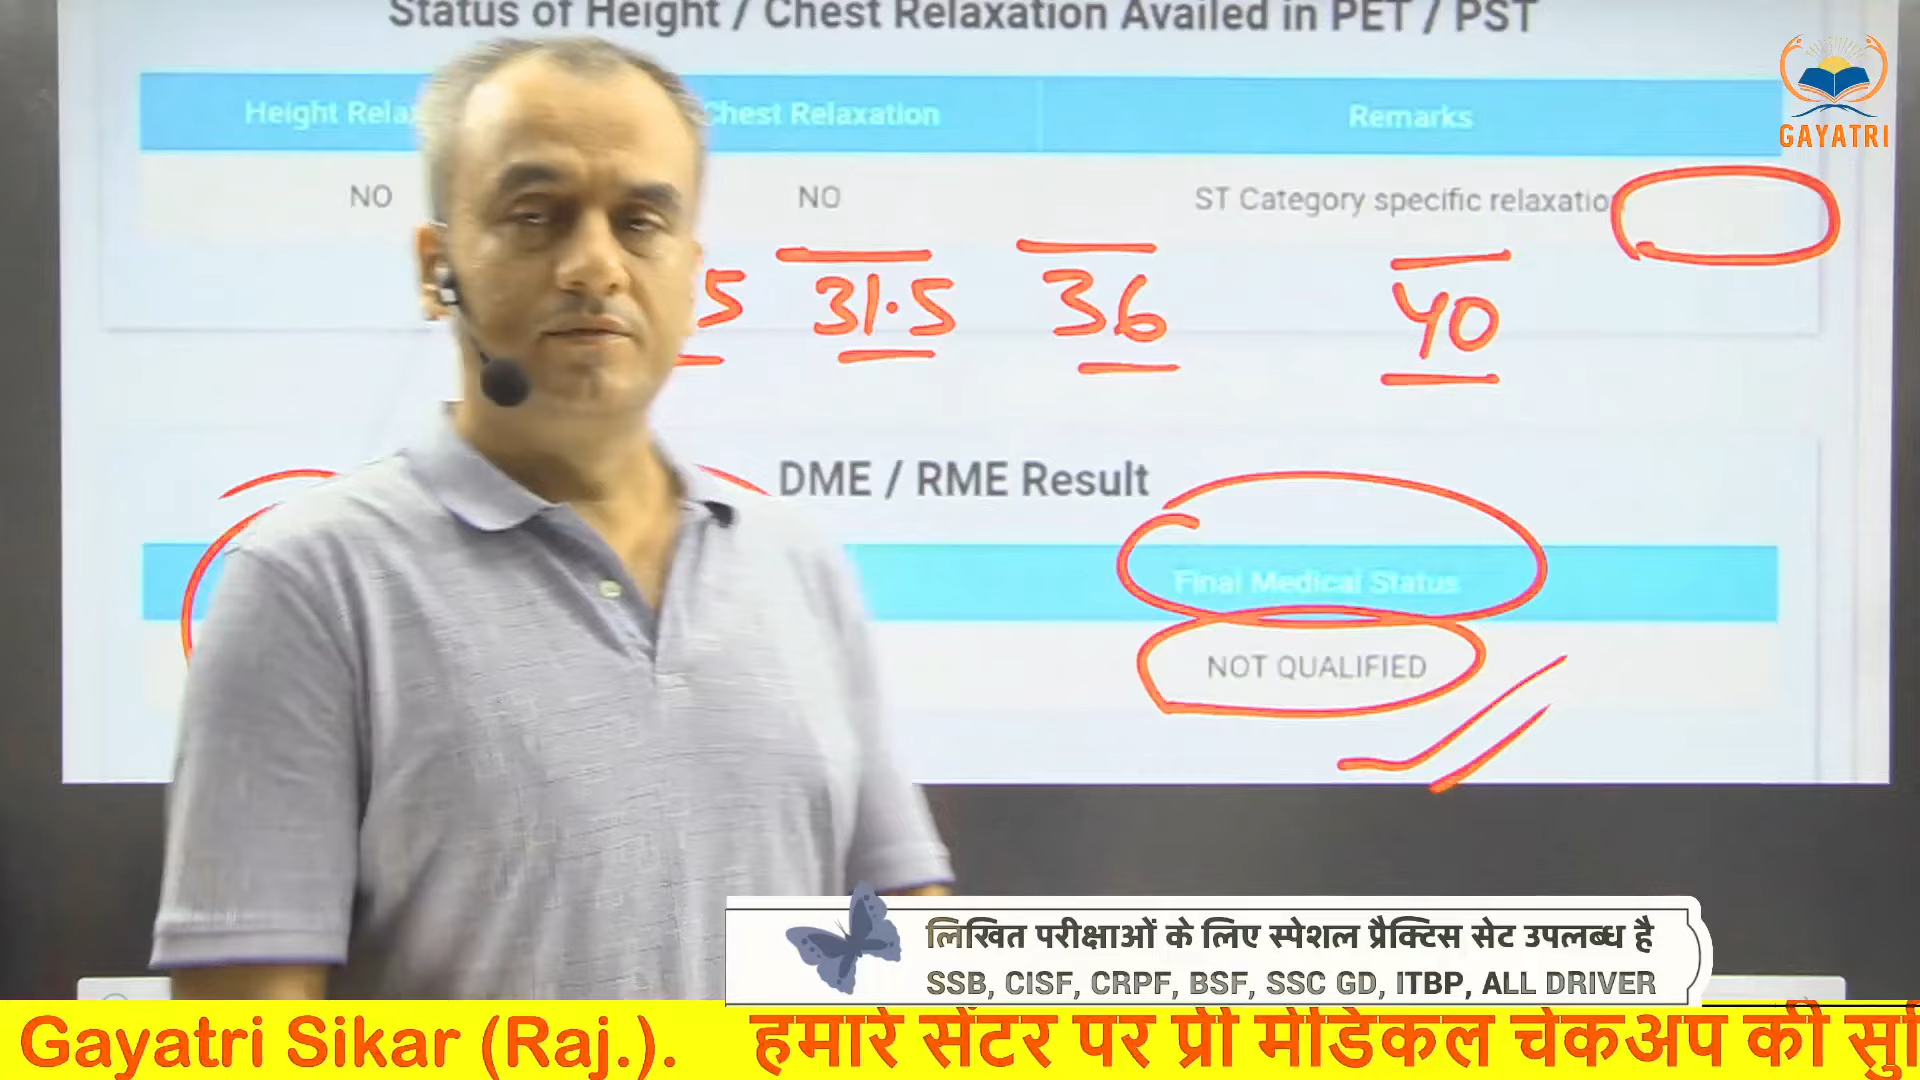 Status of Height / Chest Relaxation Availed in PET / PST
Height
Chest Relaxation
Remarks
GAYATRI
NO
NO
ST Category specific
5
31.5
36
40
DME / RME Result
Final Medical Status
NOT QUALIFIED
लिखित परीक्षाओं के लिए स्पेशल प्रैक्टिस सेट उपलब्ध है
SSB, CISF, CRPF, BSF, SSC GD, ITBP, ALL DRIVER
Gayatri Sikar (Raj.). हमारे सेंटर पर प्री मेडिकल चेकअप की